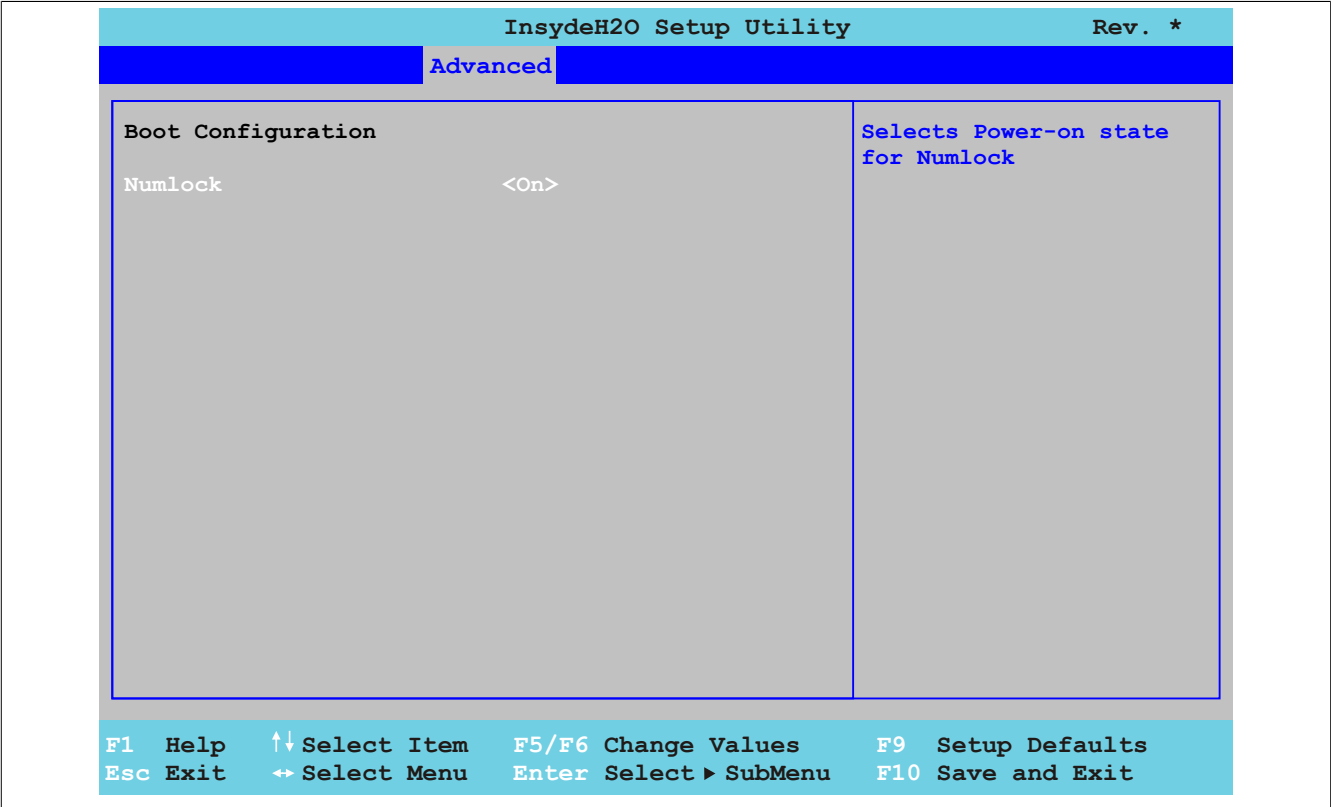 InsydeH2O Setup Utility Rev. *
Advanced
Boot Configuration
Numlock <On>
Selects Power-on state
for Numlock
F1 Help ↑↓ Select Item F5/F6 Change Values F9 Setup Defaults
Esc Exit ↔ Select Menu Enter Select ▶ SubMenu F10 Save and Exit